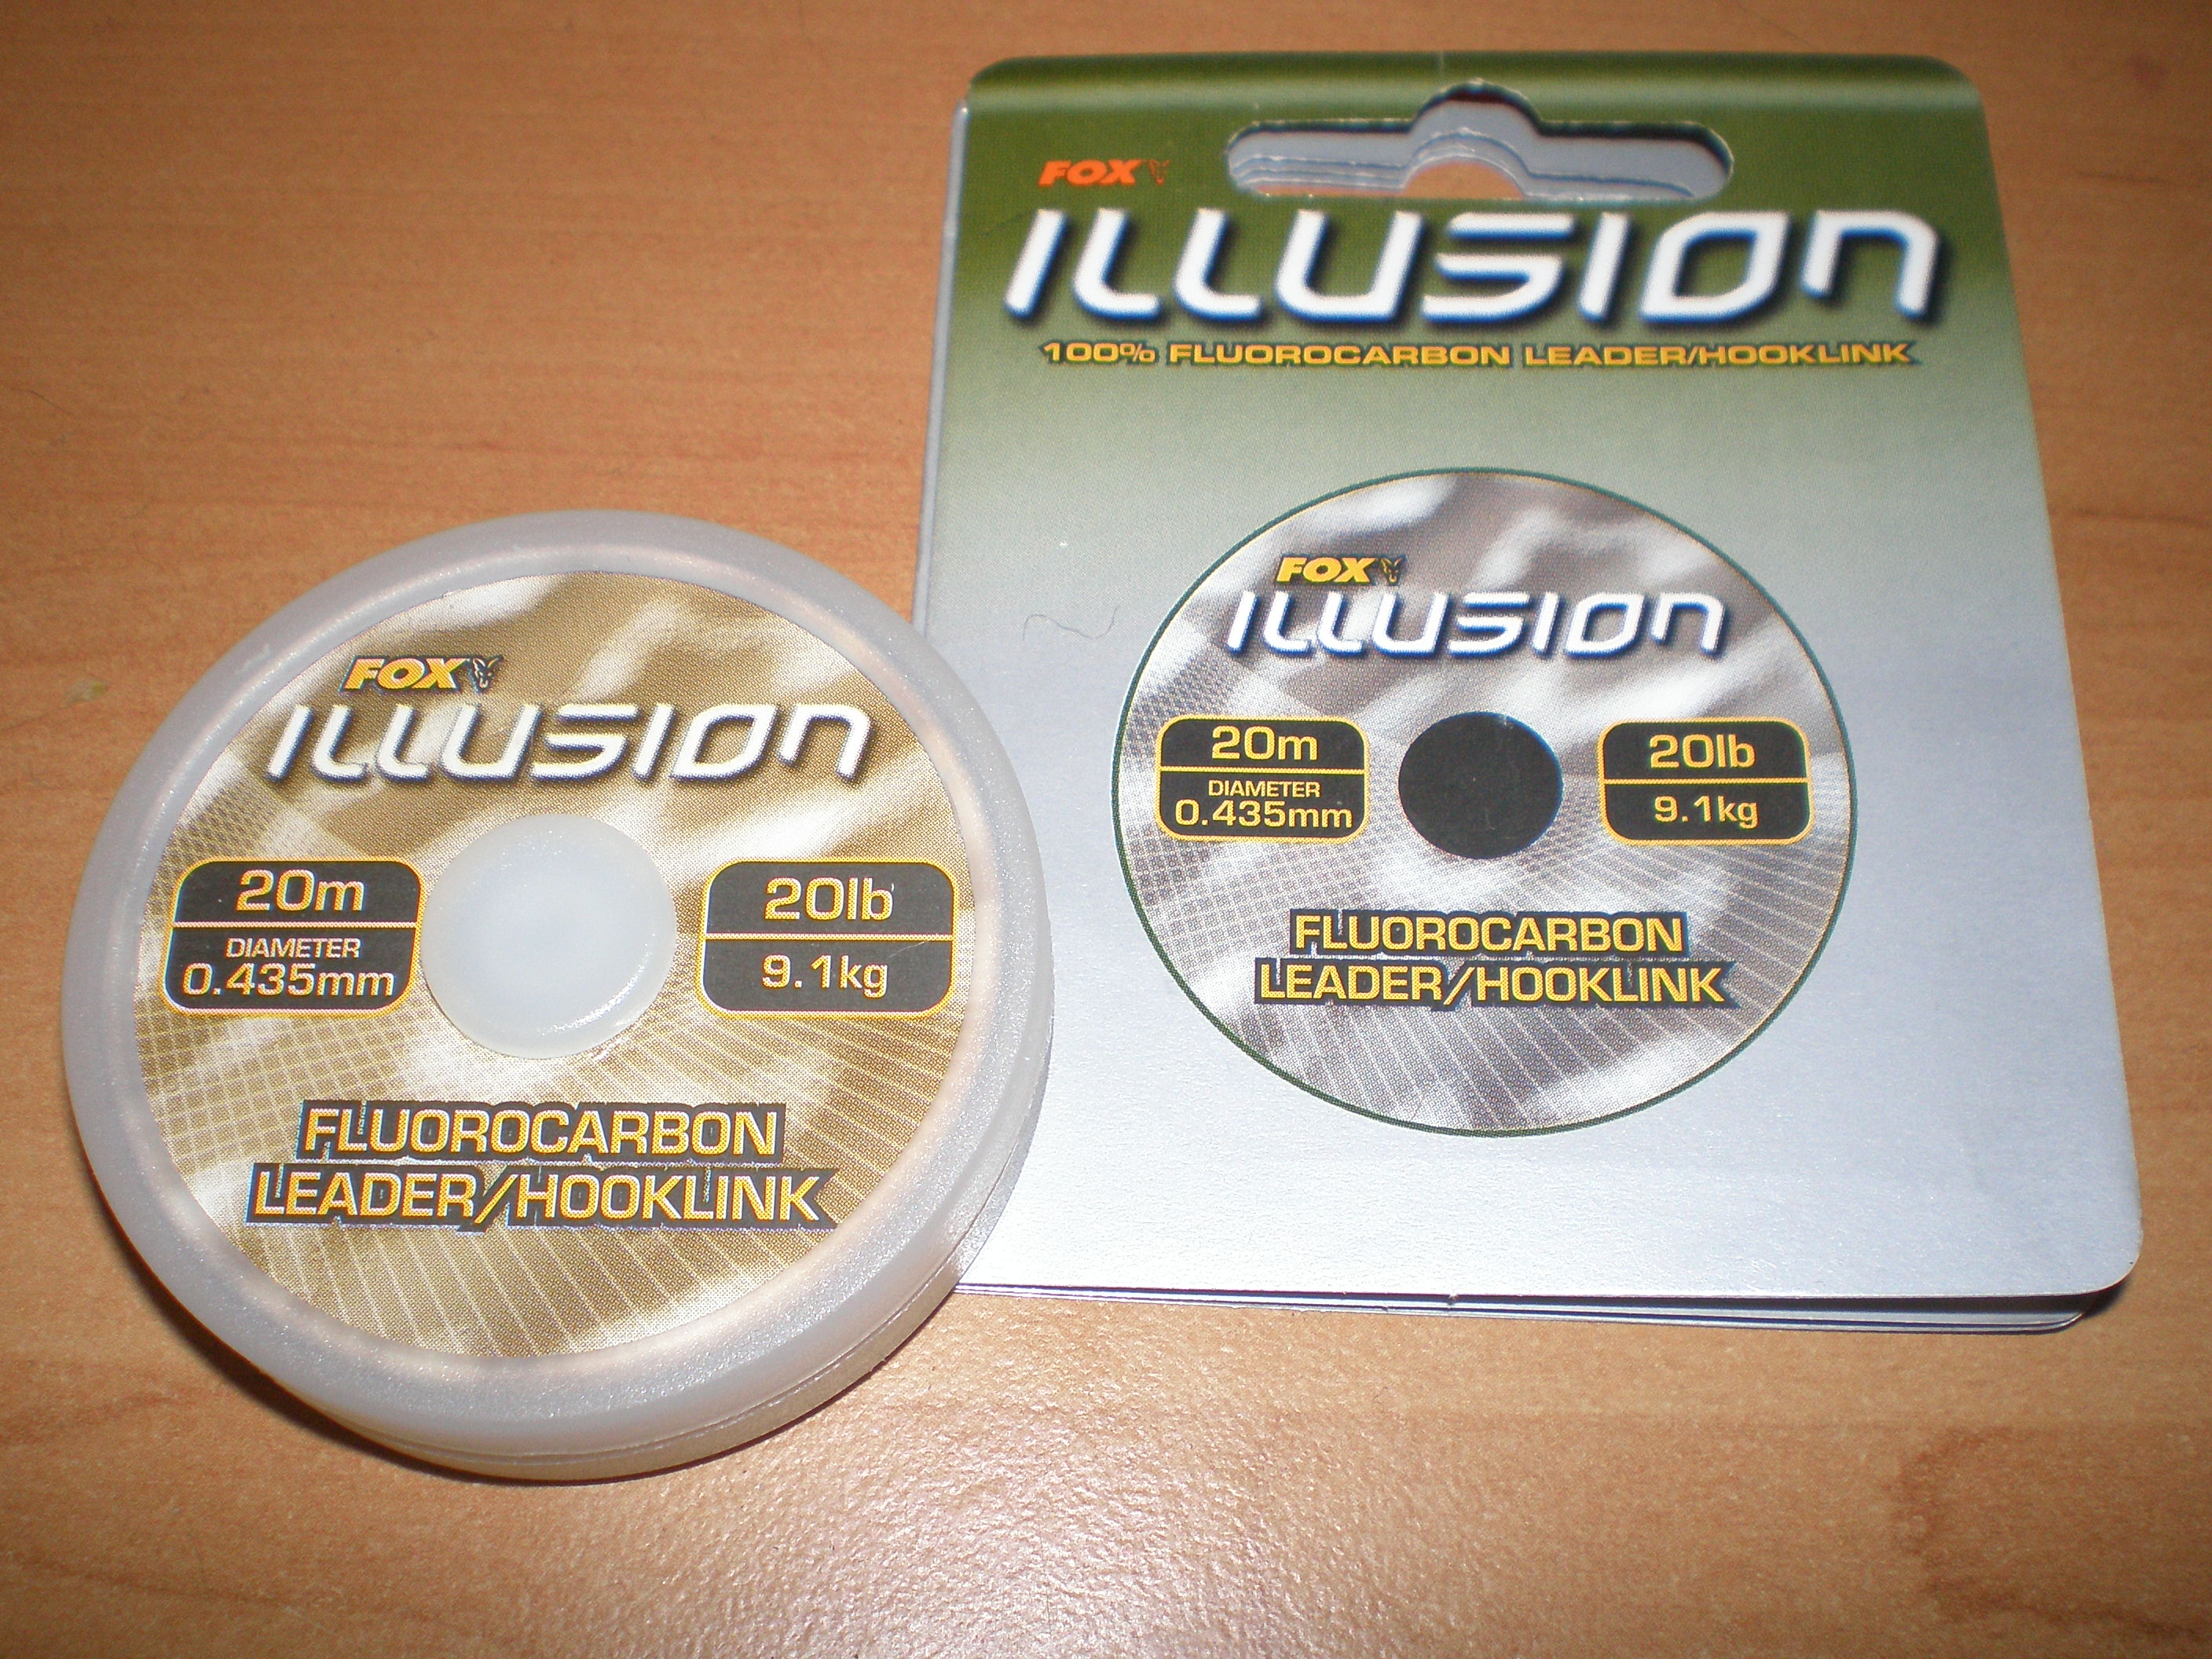 FOX
ILLUSION
100% FLUOROCARBON LEADER/HOOKLINK
FOX
ILLUSION
20m
DIAMETER
0.435mm
20lb
9.1kg
FLUOROCARBON
LEADER/HOOKLINK
FOX
ILLUSION
20m
DIAMETER
0.435mm
20lb
9.1kg
FLUOROCARBON
LEADER/HOOKLINK